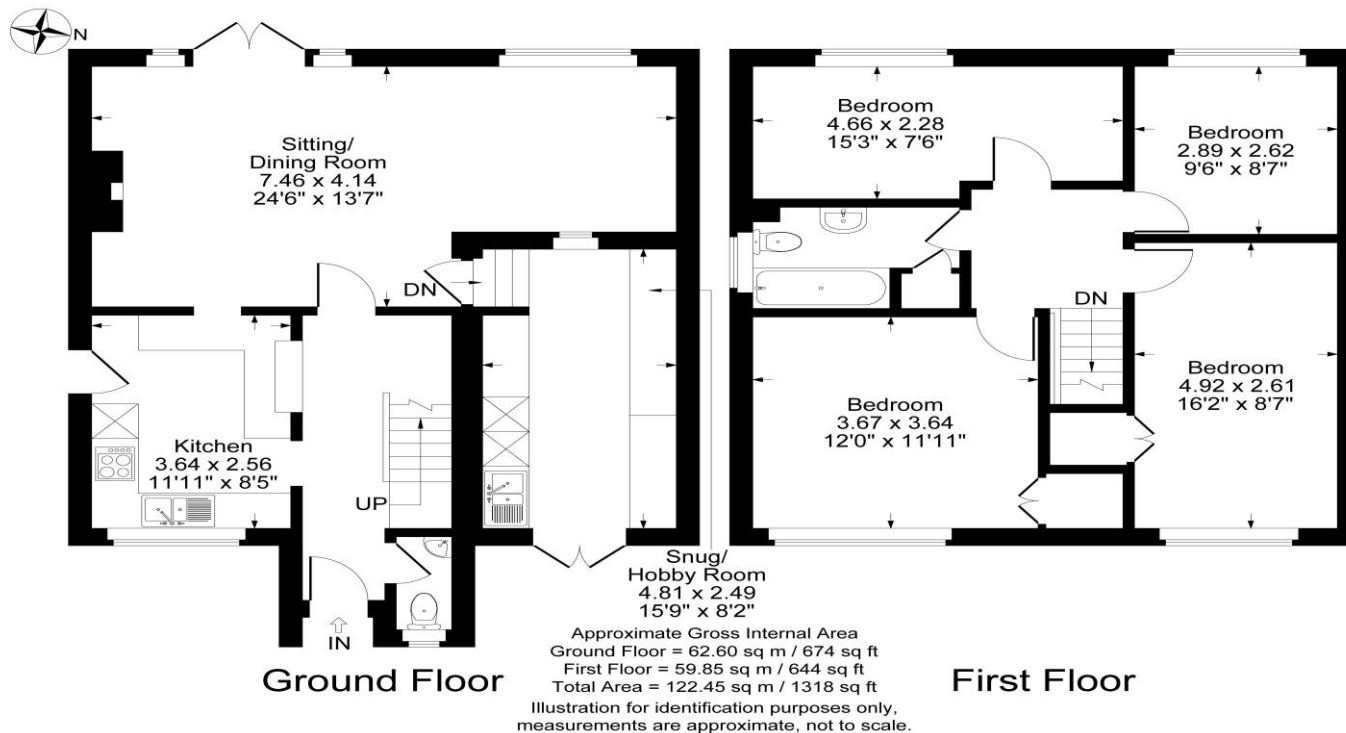 N
Sitting/
Dining Room
7.46 x 4.14
24'6" x 13'7"
DN
Kitchen
3.64 x 2.56
11'11" x 8'5"
UP
IN
Snug/
Hobby Room
4.81 x 2.49
15'9" x 8'2"
Ground Floor
Bedroom
4.66 x 2.28
15'3" x 7'6"
Bedroom
2.89 x 2.62
9'6" x 8'7"
DN
Bedroom
3.67 x 3.64
12'0" x 11'11"
Bedroom
4.92 x 2.61
16'2" x 8'7"
First Floor
Approximate Gross Internal Area
Ground Floor = 62.60 sq m / 674 sq ft
First Floor = 59.85 sq m / 644 sq ft
Total Area = 122.45 sq m / 1318 sq ft
Illustration for identification purposes only,
measurements are approximate, not to scale.